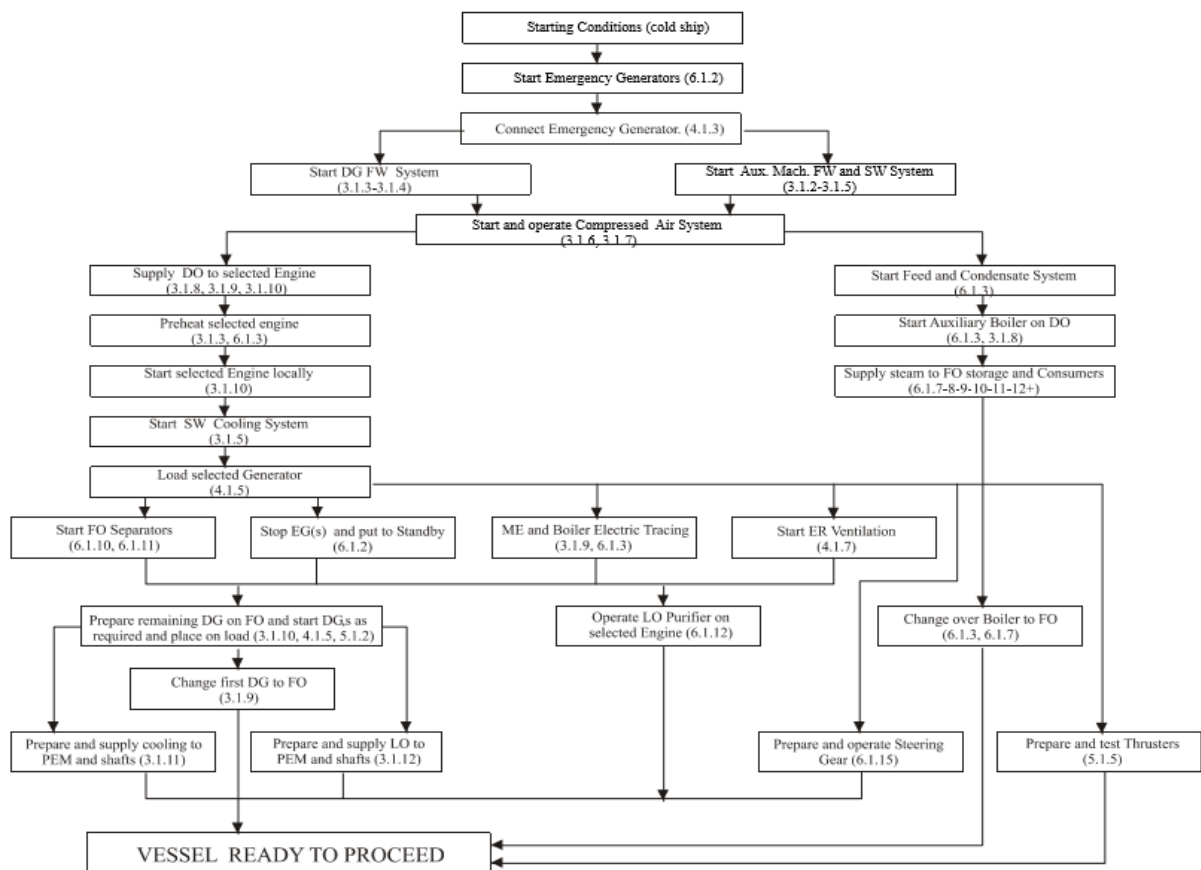 Starting Conditions (cold ship)
Start Emergency Generators (6.1.2)
Connect Emergency Generator. (4.1.3)
Start DG FW System
(3.1.3-3.1.4)
Start Aux. Mach. FW and SW System
(3.1.2-3.1.5)
Start and operate Compressed Air System
(3.1.6, 3.1.7)
Supply DO to selected Engine
(3.1.8, 3.1.9, 3.1.10)
Start Feed and Condensate System
(6.1.3)
Preheat selected engine
(3.1.3, 6.1.3)
Start Auxiliary Boiler on DO
(6.1.3, 3.1.8)
Start selected Engine locally
(3.1.10)
Supply steam to FO storage and Consumers
(6.1.7-8-9-10-11-12+)
Start SW Cooling System
(3.1.5)
Load selected Generator
(4.1.5)
Start FO Separators
(6.1.10, 6.1.11)
Stop EG(s) and put to Standby
(6.1.2)
ME and Boiler Electric Tracing
(3.1.9, 6.1.3)
Start ER Ventilation
(4.1.7)
Prepare remaining DG on FO and start DG,s as
required and place on load (3.1.10, 4.1.5, 5.1.2)
Operate LO Purifier on
selected Engine (6.1.12)
Change over Boiler to FO
(6.1.3, 6.1.7)
Change first DG to FO
(3.1.9)
Prepare and supply cooling to
PEM and shafts (3.1.11)
Prepare and supply LO to
PEM and shafts (3.1.12)
Prepare and operate Steering
Gear (6.1.15)
Prepare and test Thrusters
(5.1.5)
VESSEL READY TO PROCEED